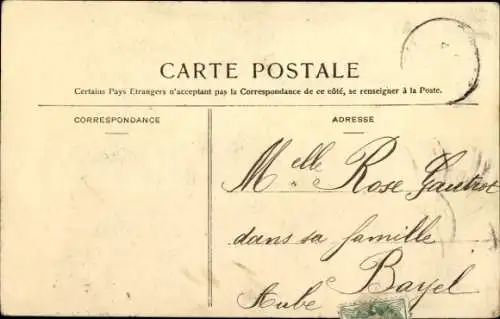 CARTE POSTALE
Certains Pays Etrangers n'acceptant pas la Correspondance de ce côté, se renseigner à la Poste.
CORRESPONDANCE
ADRESSE
Melle Rose Gautrot
dans sa famille
Bayel
Aube